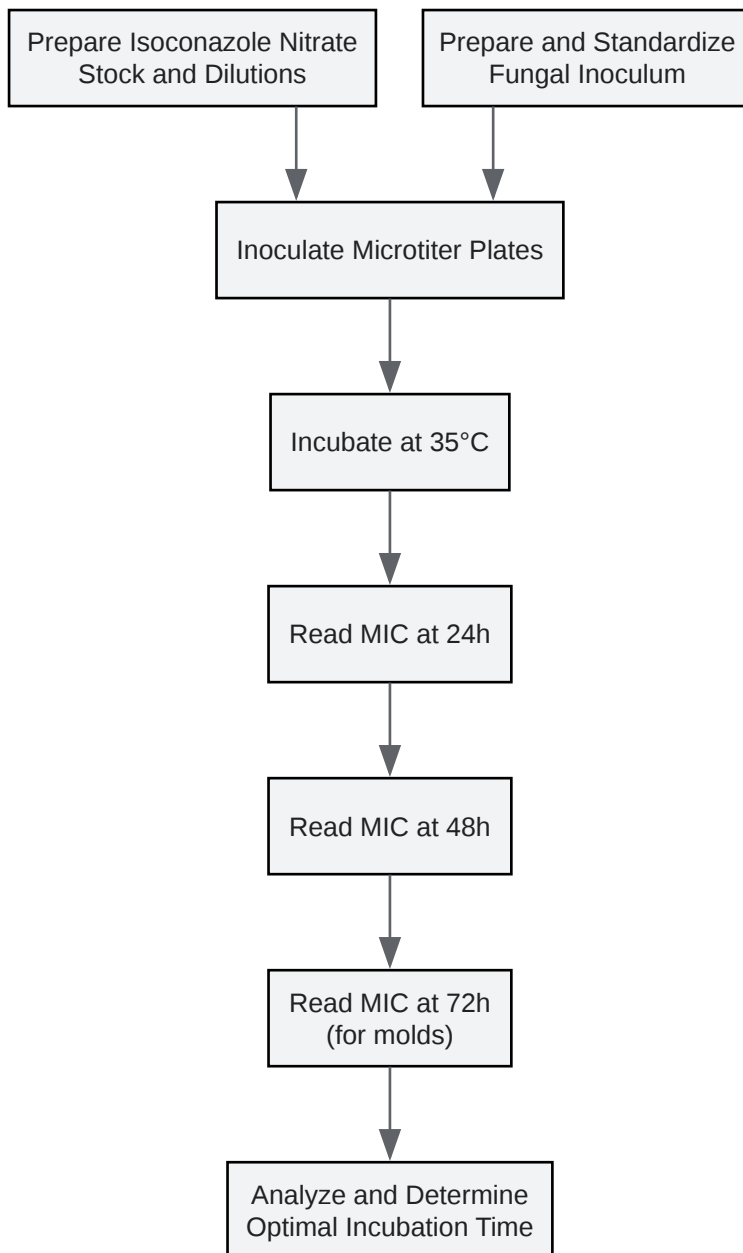 Prepare Isoconazole Nitrate
Stock and Dilutions
Prepare and Standardize
Fungal Inoculum
Inoculate Microtiter Plates
Incubate at 35°C
Read MIC at 24h
Read MIC at 48h
Read MIC at 72h
(for molds)
Analyze and Determine
Optimal Incubation Time